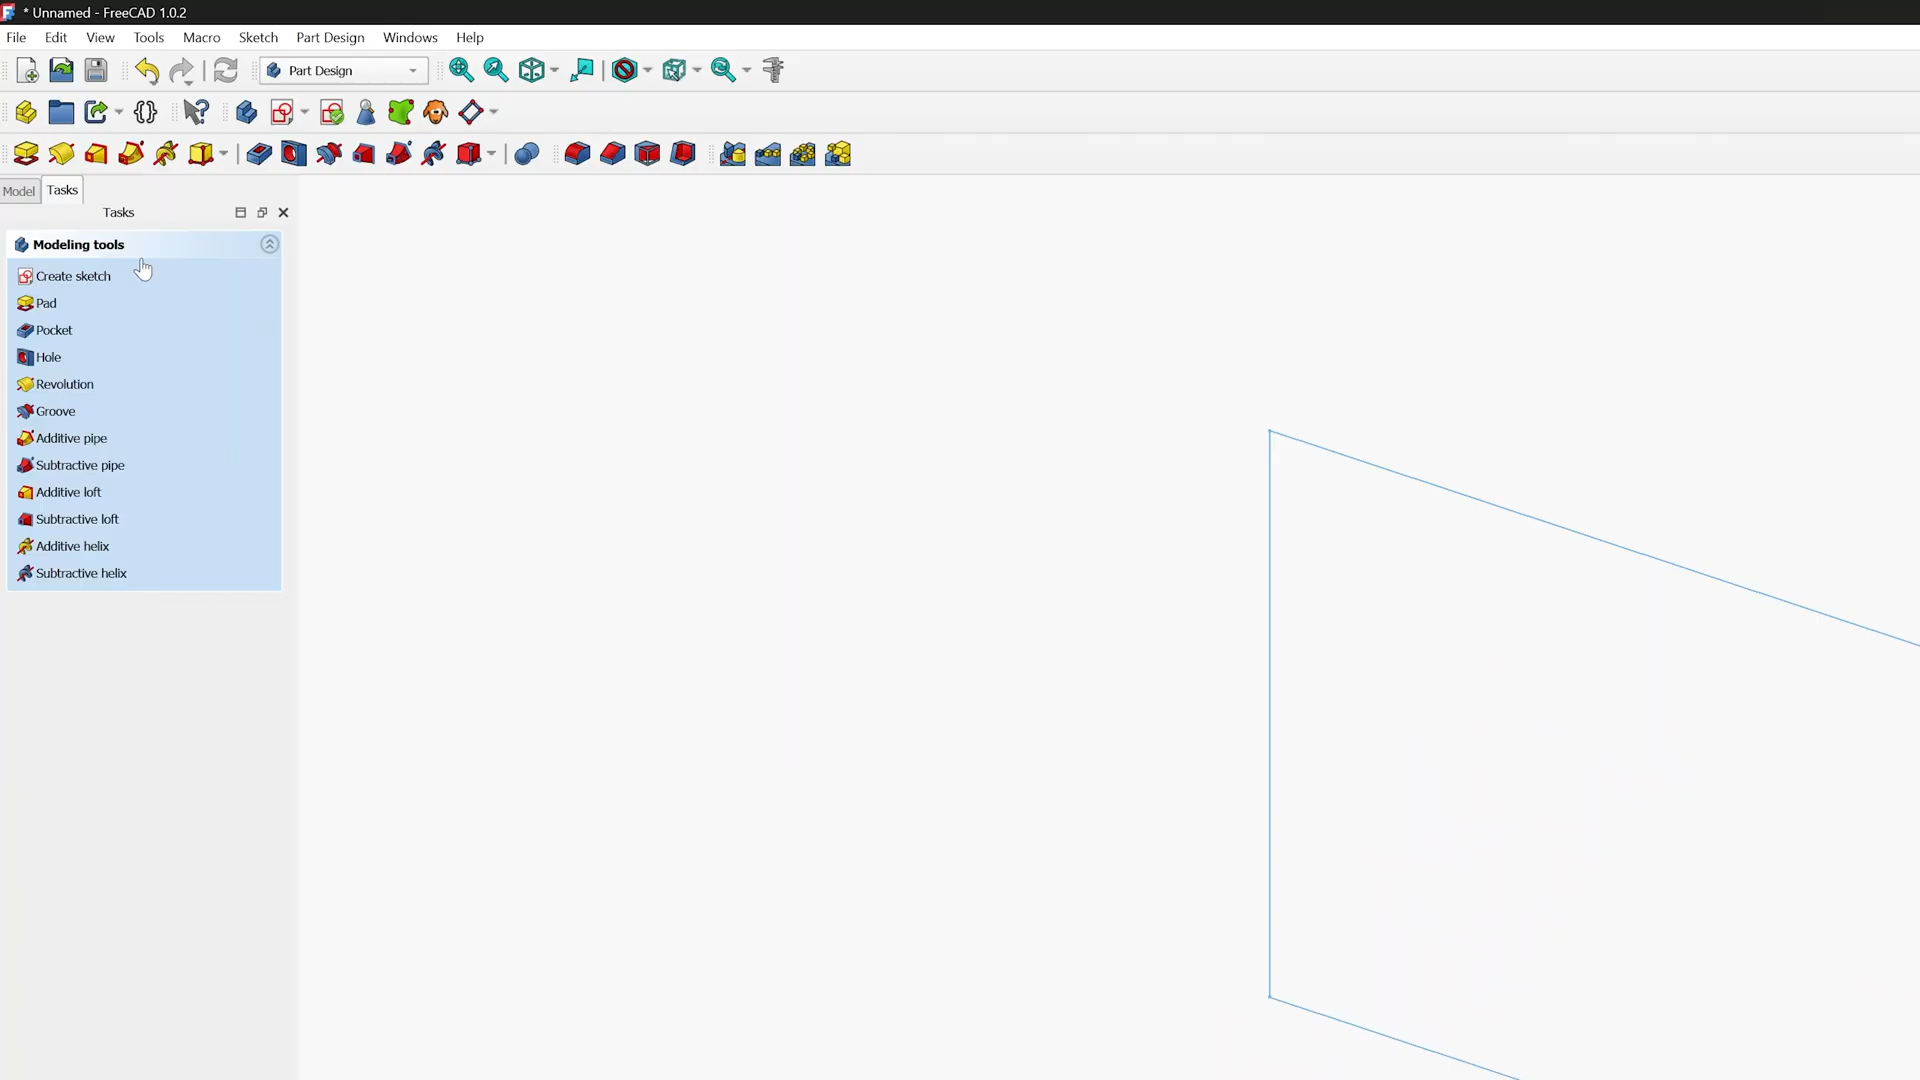 * Unnamed - FreeCAD 1.0.2
File Edit View Tools Macro Sketch Part Design Windows Help
Part Design
Model Tasks
Tasks
Modeling tools
Create sketch
Pad
Pocket
Hole
Revolution
Groove
Additive pipe
Subtractive pipe
Additive loft
Subtractive loft
Additive helix
Subtractive helix